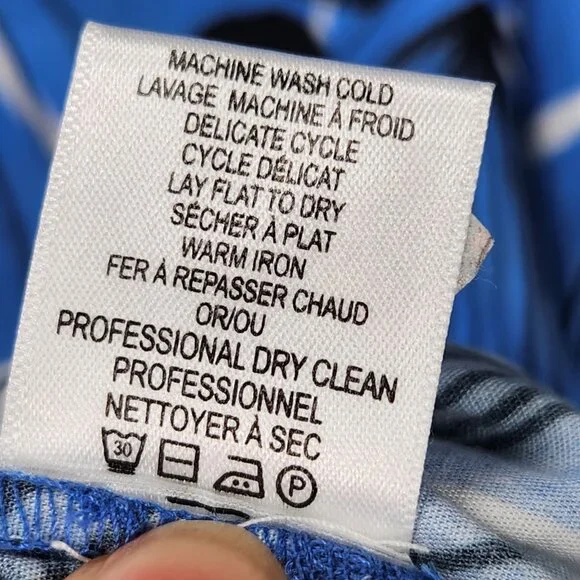 MACHINE WASH COLD
LAVAGE MACHINE À FROID
DELICATE CYCLE
CYCLE DÉLICAT
LAY FLAT TO DRY
SÉCHER À PLAT
WARM IRON
FER À REPASSER CHAUD
OR/OU
PROFESSIONAL DRY CLEAN
PROFESSIONNEL
NETTOYER À SEC
30 P